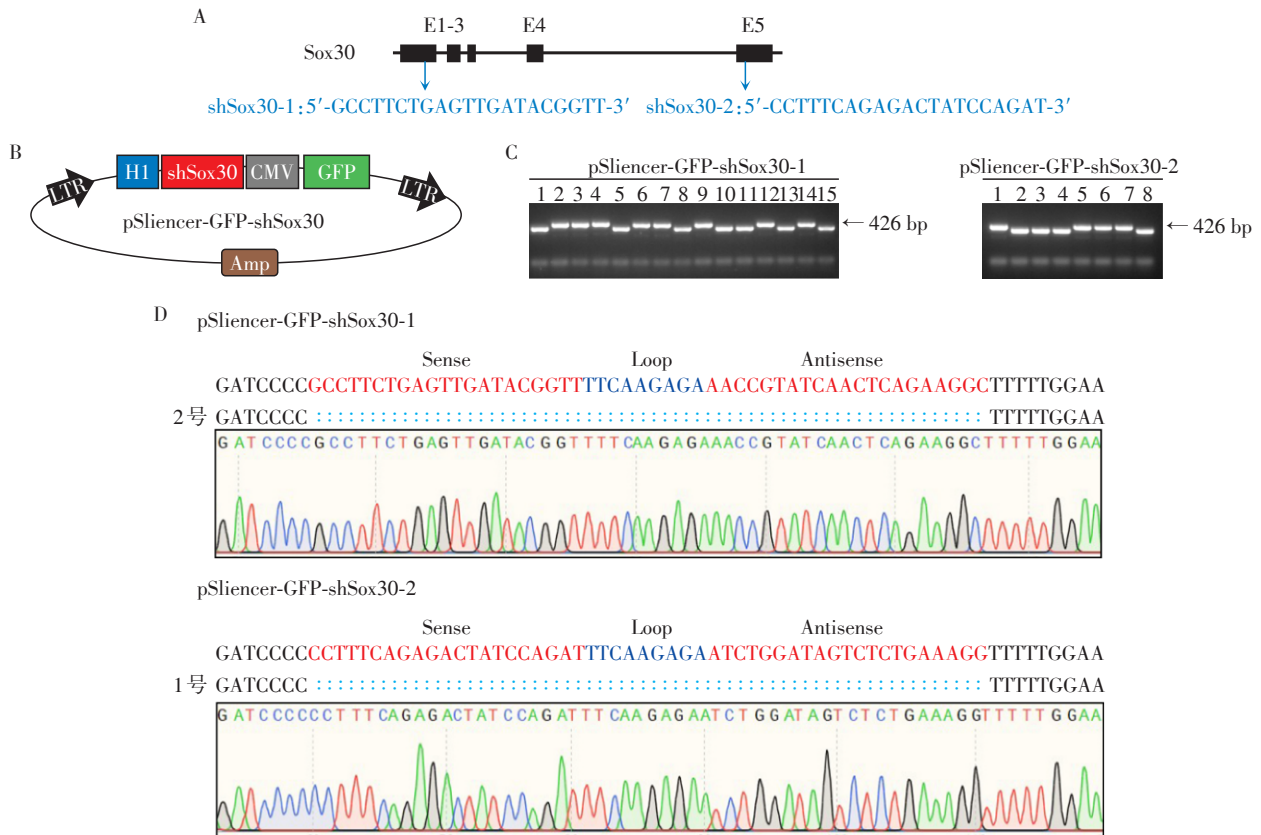 A
E1-3 E4 E5
Sox30
shSox30-1:5′-GCCTTCTGAGTTGATACGGTT-3′ shSox30-2:5′-CCTTTCAGAGACTATCCAGAT-3′
B
LTR H1 shSox30 CMV GFP LTR
pSliencer-GFP-shSox30
Amp
C
pSliencer-GFP-shSox30-1
1 2 3 4 5 6 7 8 9 10 11 12 13 14 15
← 426 bp
pSliencer-GFP-shSox30-2
1 2 3 4 5 6 7 8
← 426 bp
D
pSliencer-GFP-shSox30-1
Sense Loop Antisense
GATCCCCGCCTTCTGAGTTGATACGGTTTTCAAGAGAAACCGTATCAACTCAGAAGGCTTTTTGGAA
2号 GATCCCC TTTTTGGAA
GATCCCCGCCTTCTGAGTTGATACGGTTTTCAAGAGAAACCGTATCAACTCAGAAGGCTTTTTGGAA
pSliencer-GFP-shSox30-2
Sense Loop Antisense
GATCCCCCCTTTCAGAGACTATCCAGATTTCAAGAGAATCTGGATAGTCTCTGAAAGGTTTTTGGAA
1号 GATCCCC TTTTTGGAA
GATCCCCCCTTTCAGAGACTATCCAGATTTCAAGAGAATCTGGATAGTCTCTGAAAGGTTTTTGGAA